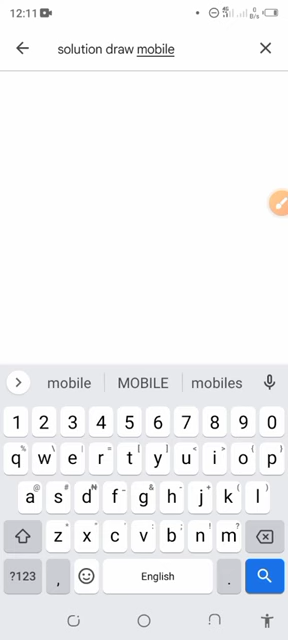 12:11
0
B/s
solution draw mobile
mobile MOBILE mobiles
1 2 3 4 5 6 7 8 9 0
q w e r t y u i o p
a s d f g h j k l
z x c v b n m
?123 , English .